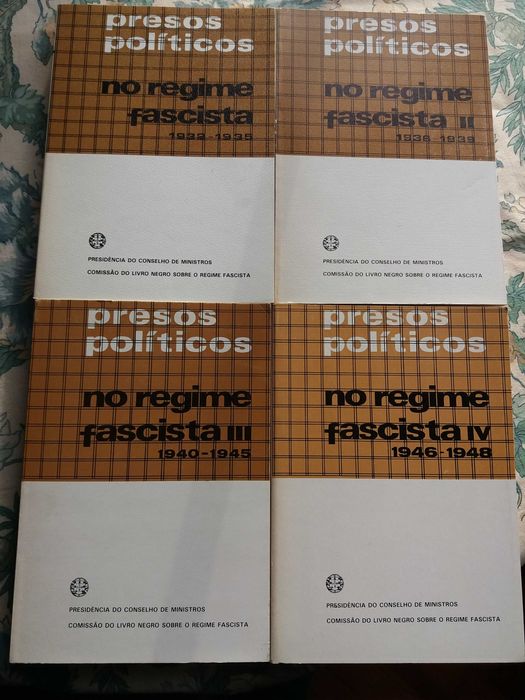 presos
políticos
no regime
fascista
1932-1935
PRESIDÊNCIA DO CONSELHO DE MINISTROS
COMISSÃO DO LIVRO NEGRO SOBRE O REGIME FASCISTA
presos
políticos
no regime
fascista II
1936-1939
PRESIDÊNCIA DO CONSELHO DE MINISTROS
COMISSÃO DO LIVRO NEGRO SOBRE O REGIME FASCISTA
presos
políticos
no regime
fascista III
1940-1945
PRESIDÊNCIA DO CONSELHO DE MINISTROS
COMISSÃO DO LIVRO NEGRO SOBRE O REGIME FASCISTA
presos
políticos
no regime
fascista IV
1946-1948
PRESIDÊNCIA DO CONSELHO DE MINISTROS
COMISSÃO DO LIVRO NEGRO SOBRE O REGIME FASCISTA